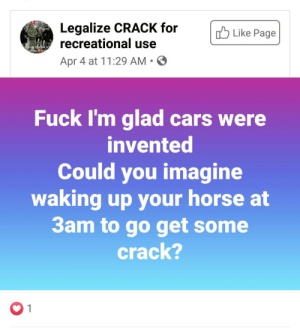 Legalize CRACK for
recreational use
Like Page
Apr 4 at 11:29 AM •
Fuck I'm glad cars were
invented
Could you imagine
waking up your horse at
3am to go get some
crack?
1